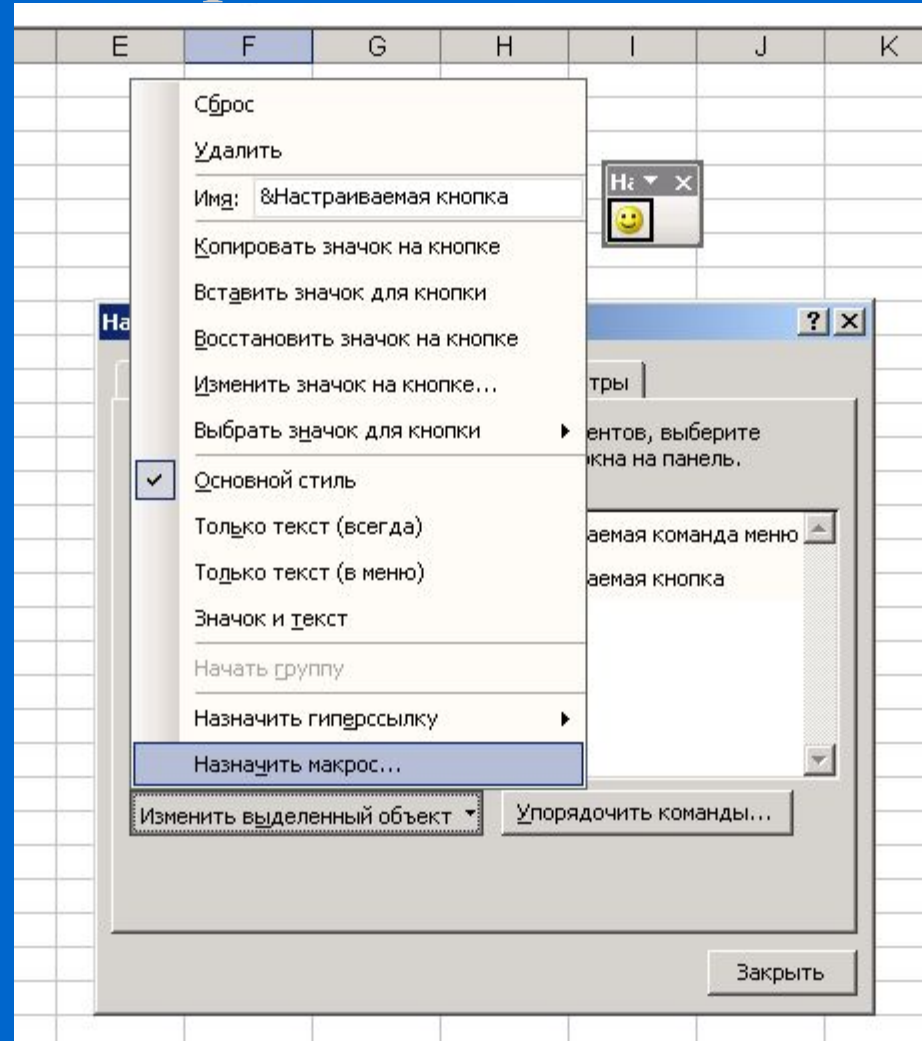 E F G H I J K
Сброс
Удалить
Имя: &Настраиваемая кнопка
Копировать значок на кнопке
Вставить значок для кнопки
Восстановить значок на кнопке
Изменить значок на кнопке...
Выбрать значок для кнопки
Основной стиль
Только текст (всегда)
Только текст (в меню)
Значок и текст
Начать группу
Назначить гиперссылку
Назначить макрос...
На
На
тры
ентов, выберите
окна на панель.
аемая команда меню
аемая кнопка
Изменить выделенный объект
Упорядочить команды...
Закрыть